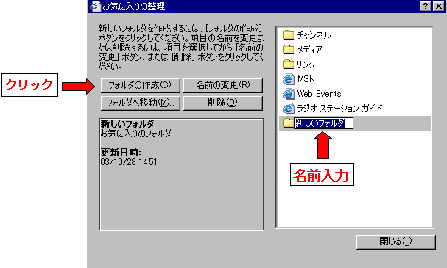 お気に入りの整理
新しいフォルダを作成するには、[フォルダの作成]
ボタンをクリックしてください。項目の名前を変更ま
たは削除するには、項目を選択してから [名前の
変更] ボタン、または [削除] ボタンをクリックしてく
ださい。
フォルダの作成(C)
名前の変更(R)
フォルダへ移動(M)...
削除(D)
新しいフォルダ
お気に入りのフォルダ
更新日時:
03/10/28 14:51
チャンネル
メディア
リンク
MSN
Web Events
ラジオ ステーション ガイド
新しいフォルダ
クリック
名前入力
閉じる(L)